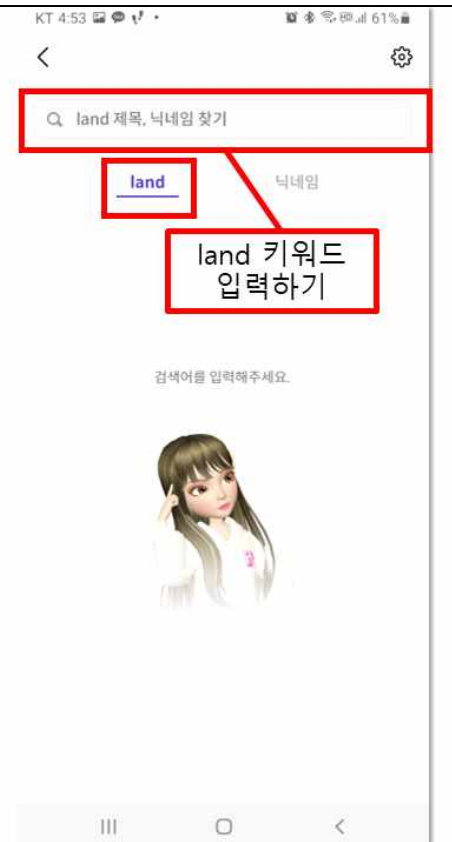 KT 4:53
61%
land 제목, 닉네임 찾기
land
닉네임
land 키워드
입력하기
검색어를 입력해주세요.